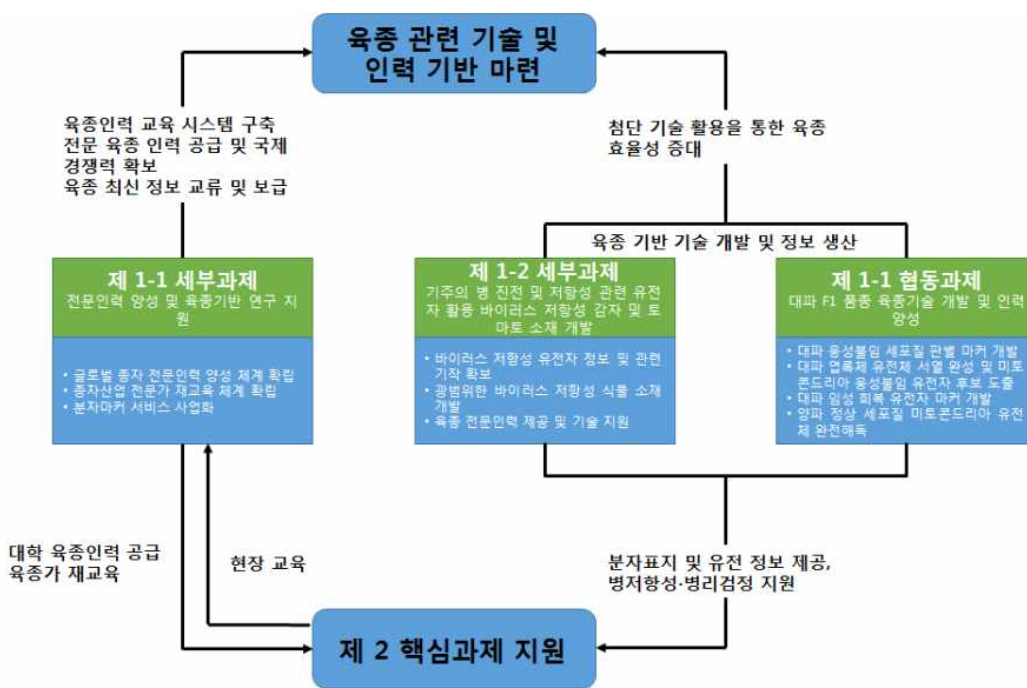 육종 관련 기술 및
인력 기반 마련
육종인력 교육 시스템 구축
전문 육종 인력 공급 및 국제
경쟁력 확보
육종 최신 정보 교류 및 보급
첨단 기술 활용을 통한 육종
효율성 증대
육종 기반 기술 개발 및 정보 생산
제 1-1 세부과제
전문인력 양성 및 육종기반 연구 지
원
• 글로벌 종자 전문인력 양성 체계 확립
• 종자산업 전문가 재교육 체계 확립
• 분자마커 서비스 사업화
제 1-2 세부과제
기주의 병 진전 및 저항성 관련 유전
자 활용 바이러스 저항성 감자 및 토
마토 소재 개발
• 바이러스 저항성 유전자 정보 및 관련
기작 확보
• 광범위한 바이러스 저항성 식물 소재
개발
• 육종 전문인력 제공 및 기술 지원
제 1-1 협동과제
대파 F1 품종 육종기술 개발 및 인력
양성
• 대파 웅성불임 세포질 판별 마커 개발
• 대파 엽록체 유전체 서열 완성 및 미토
콘드리아 웅성불임 유전자 후보 도출
• 대파 임성 회복 유전자 마커 개발
• 양파 정상 세포질 미토콘드리아 유전
체 완전해독
대학 육종인력 공급
육종가 재교육
현장 교육
분자표지 및 유전 정보 제공,
병저항성·병리검정 지원
제 2 핵심과제 지원